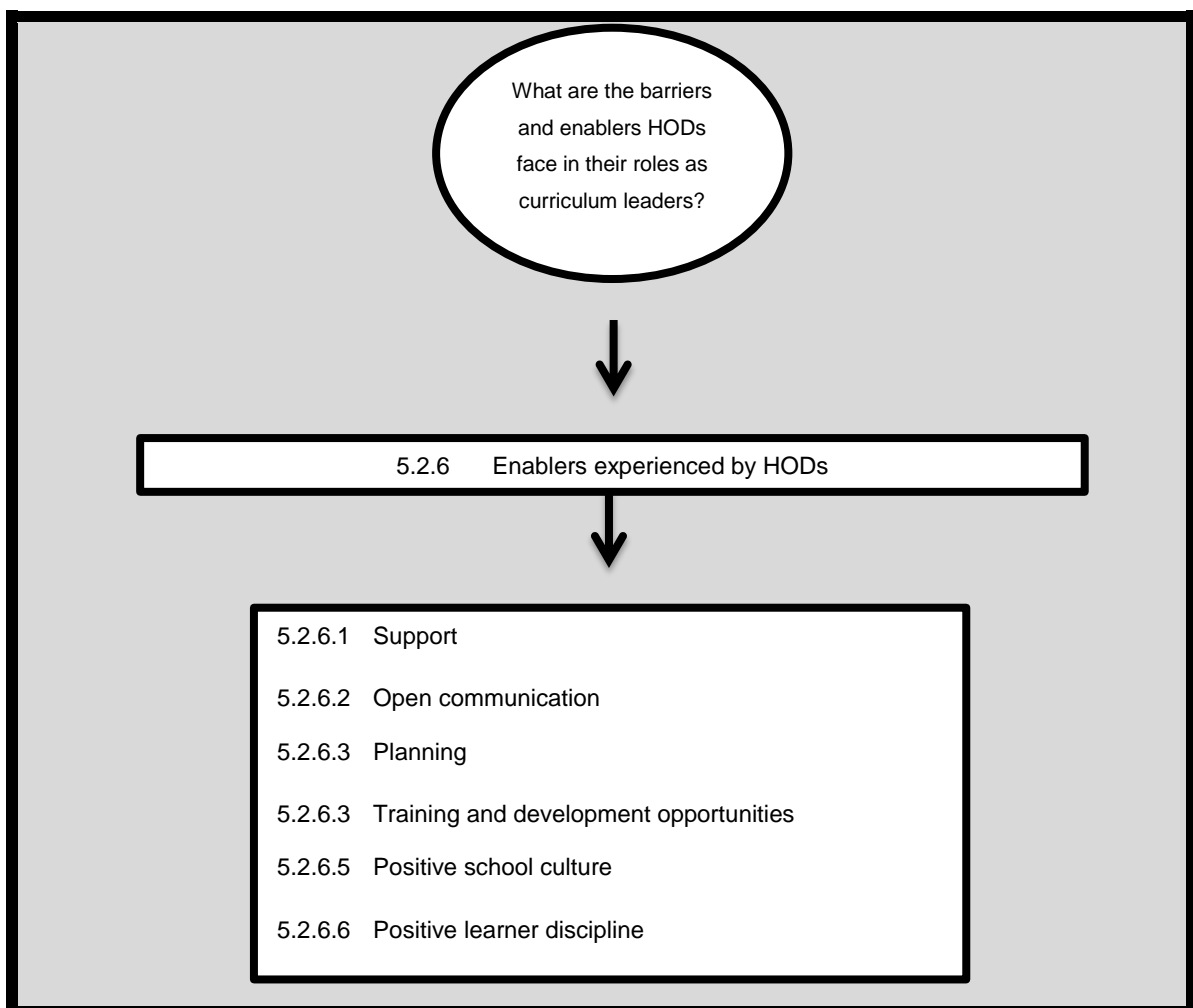 What are the barriers
and enablers HODs
face in their roles as
curriculum leaders?
5.2.6 Enablers experienced by HODs
5.2.6.1 Support
5.2.6.2 Open communication
5.2.6.3 Planning
5.2.6.3 Training and development opportunities
5.2.6.5 Positive school culture
5.2.6.6 Positive learner discipline